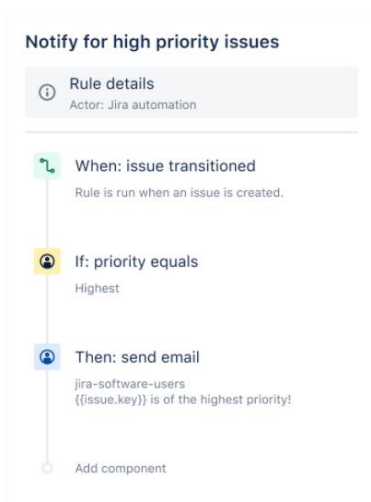 Notify for high priority issues
Rule details
Actor: Jira automation
When: issue transitioned
Rule is run when an issue is created.
If: priority equals
Highest
Then: send email
jira-software-users
{{issue.key}} is of the highest priority!
Add component